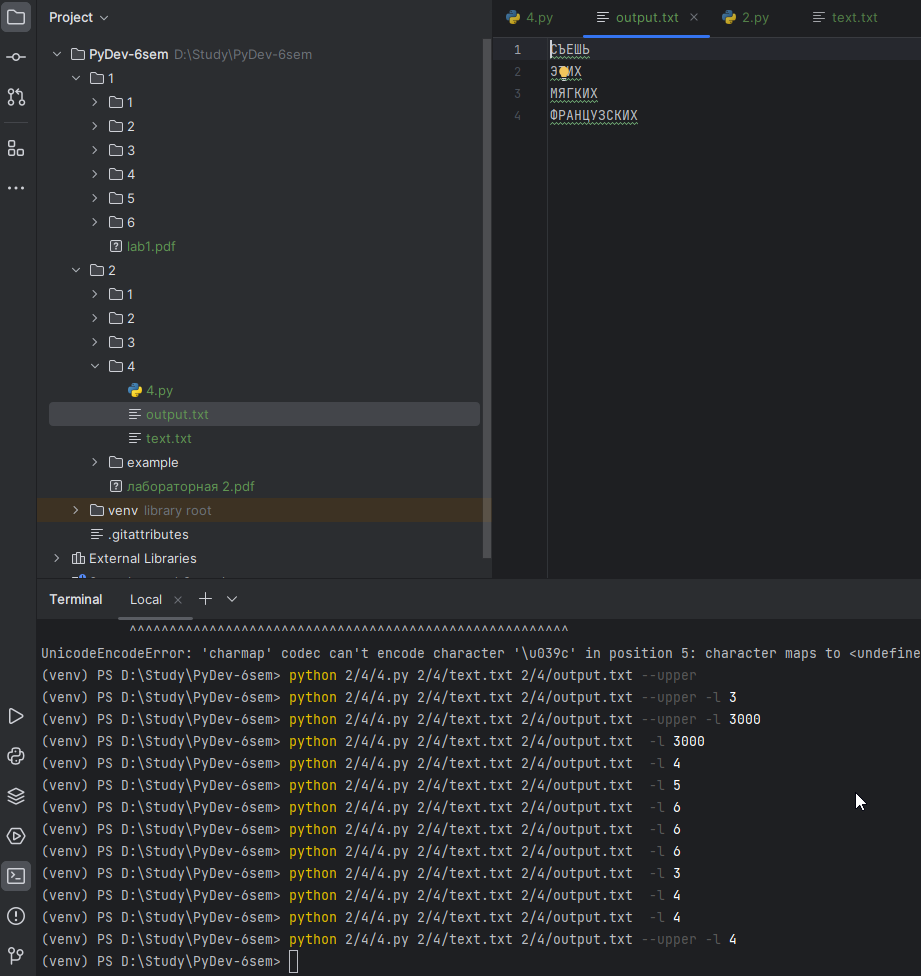 Project
PyDev-6sem D:\Study\PyDev-6sem
1
1
2
3
4
5
6
lab1.pdf
2
1
2
3
4
4.py
output.txt
text.txt
example
лабораторная 2.pdf
venv library root
.gitattributes
External Libraries
4.py output.txt 2.py text.txt
1 СЪЕШЬ
2 ЭТИХ
3 МЯГКИХ
4 ФРАНЦУЗСКИХ
Terminal Local
^^^^^^^^^^^^^^^^^^^^^^^^^^^^^^^^^^^^^^^^^^^^^^^^^^^^^^^
UnicodeEncodeError: 'charmap' codec can't encode character '\u039c' in position 5: character maps to <undefine
(venv) PS D:\Study\PyDev-6sem> python 2/4/4.py 2/4/text.txt 2/4/output.txt --upper
(venv) PS D:\Study\PyDev-6sem> python 2/4/4.py 2/4/text.txt 2/4/output.txt --upper -l 3
(venv) PS D:\Study\PyDev-6sem> python 2/4/4.py 2/4/text.txt 2/4/output.txt --upper -l 3000
(venv) PS D:\Study\PyDev-6sem> python 2/4/4.py 2/4/text.txt 2/4/output.txt  -l 3000
(venv) PS D:\Study\PyDev-6sem> python 2/4/4.py 2/4/text.txt 2/4/output.txt  -l 4
(venv) PS D:\Study\PyDev-6sem> python 2/4/4.py 2/4/text.txt 2/4/output.txt  -l 5
(venv) PS D:\Study\PyDev-6sem> python 2/4/4.py 2/4/text.txt 2/4/output.txt  -l 6
(venv) PS D:\Study\PyDev-6sem> python 2/4/4.py 2/4/text.txt 2/4/output.txt  -l 6
(venv) PS D:\Study\PyDev-6sem> python 2/4/4.py 2/4/text.txt 2/4/output.txt  -l 6
(venv) PS D:\Study\PyDev-6sem> python 2/4/4.py 2/4/text.txt 2/4/output.txt  -l 3
(venv) PS D:\Study\PyDev-6sem> python 2/4/4.py 2/4/text.txt 2/4/output.txt  -l 4
(venv) PS D:\Study\PyDev-6sem> python 2/4/4.py 2/4/text.txt 2/4/output.txt  -l 4
(venv) PS D:\Study\PyDev-6sem> python 2/4/4.py 2/4/text.txt 2/4/output.txt --upper -l 4
(venv) PS D:\Study\PyDev-6sem>